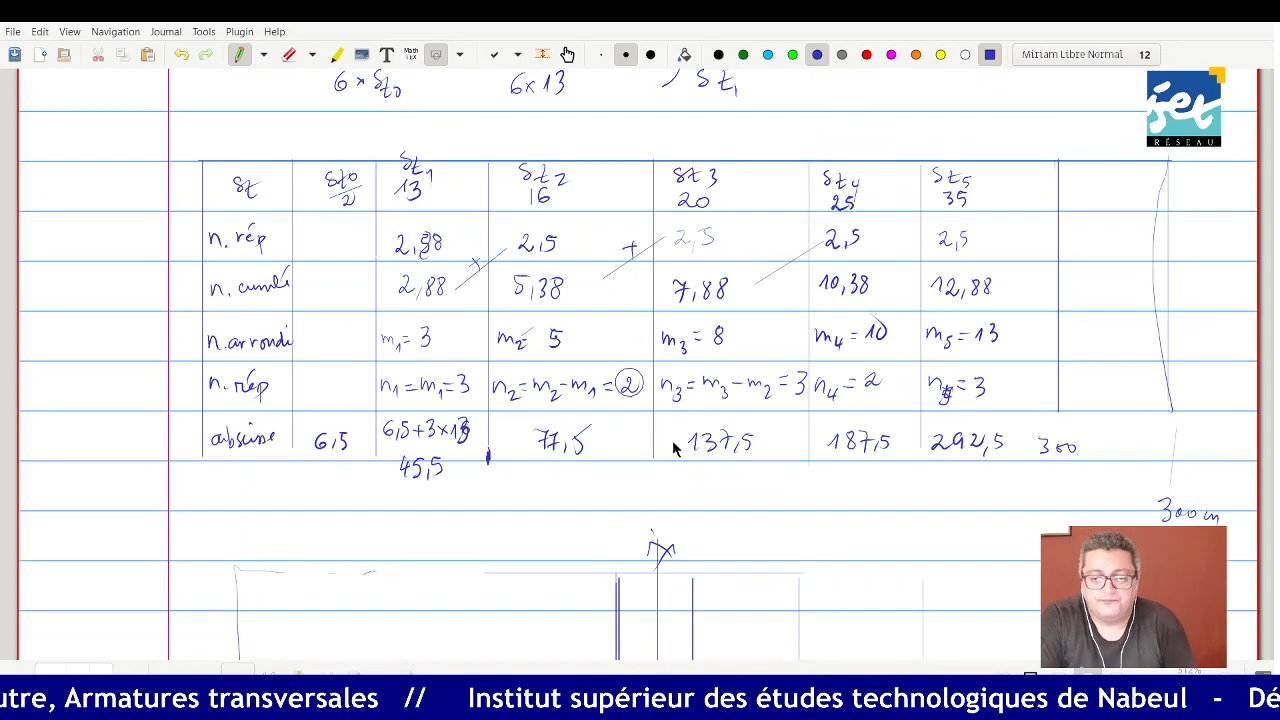 File Edit View Navigation Journal Tools Plugin Help
T Math LaTeX Miriam Libre Normal 12
6 × St0 6×13 St1
iset
RÉSEAU
St St0/2 St1 13 St2 16 St3 20 St4 25 St5 35
n. rép 2,88 2,5 2,5 2,5 2,5
n. cumulé 2,88 5,38 7,88 10,38 12,88
n. arrondi m1 = 3 m2 = 5 m3 = 8 m4 = 10 m5 = 13
n. rép n1 = m1 = 3 n2 = m2 - m1 = 2 n3 = m3 - m2 = 3 n4 = 2 n5 = 3
abscisse 6,5 6,5 + 3 × 13 77,5 137,5 187,5 292,5 300
45,5
300 cm
utre, Armatures transversales // Institut supérieur des études technologiques de Nabeul - Dé